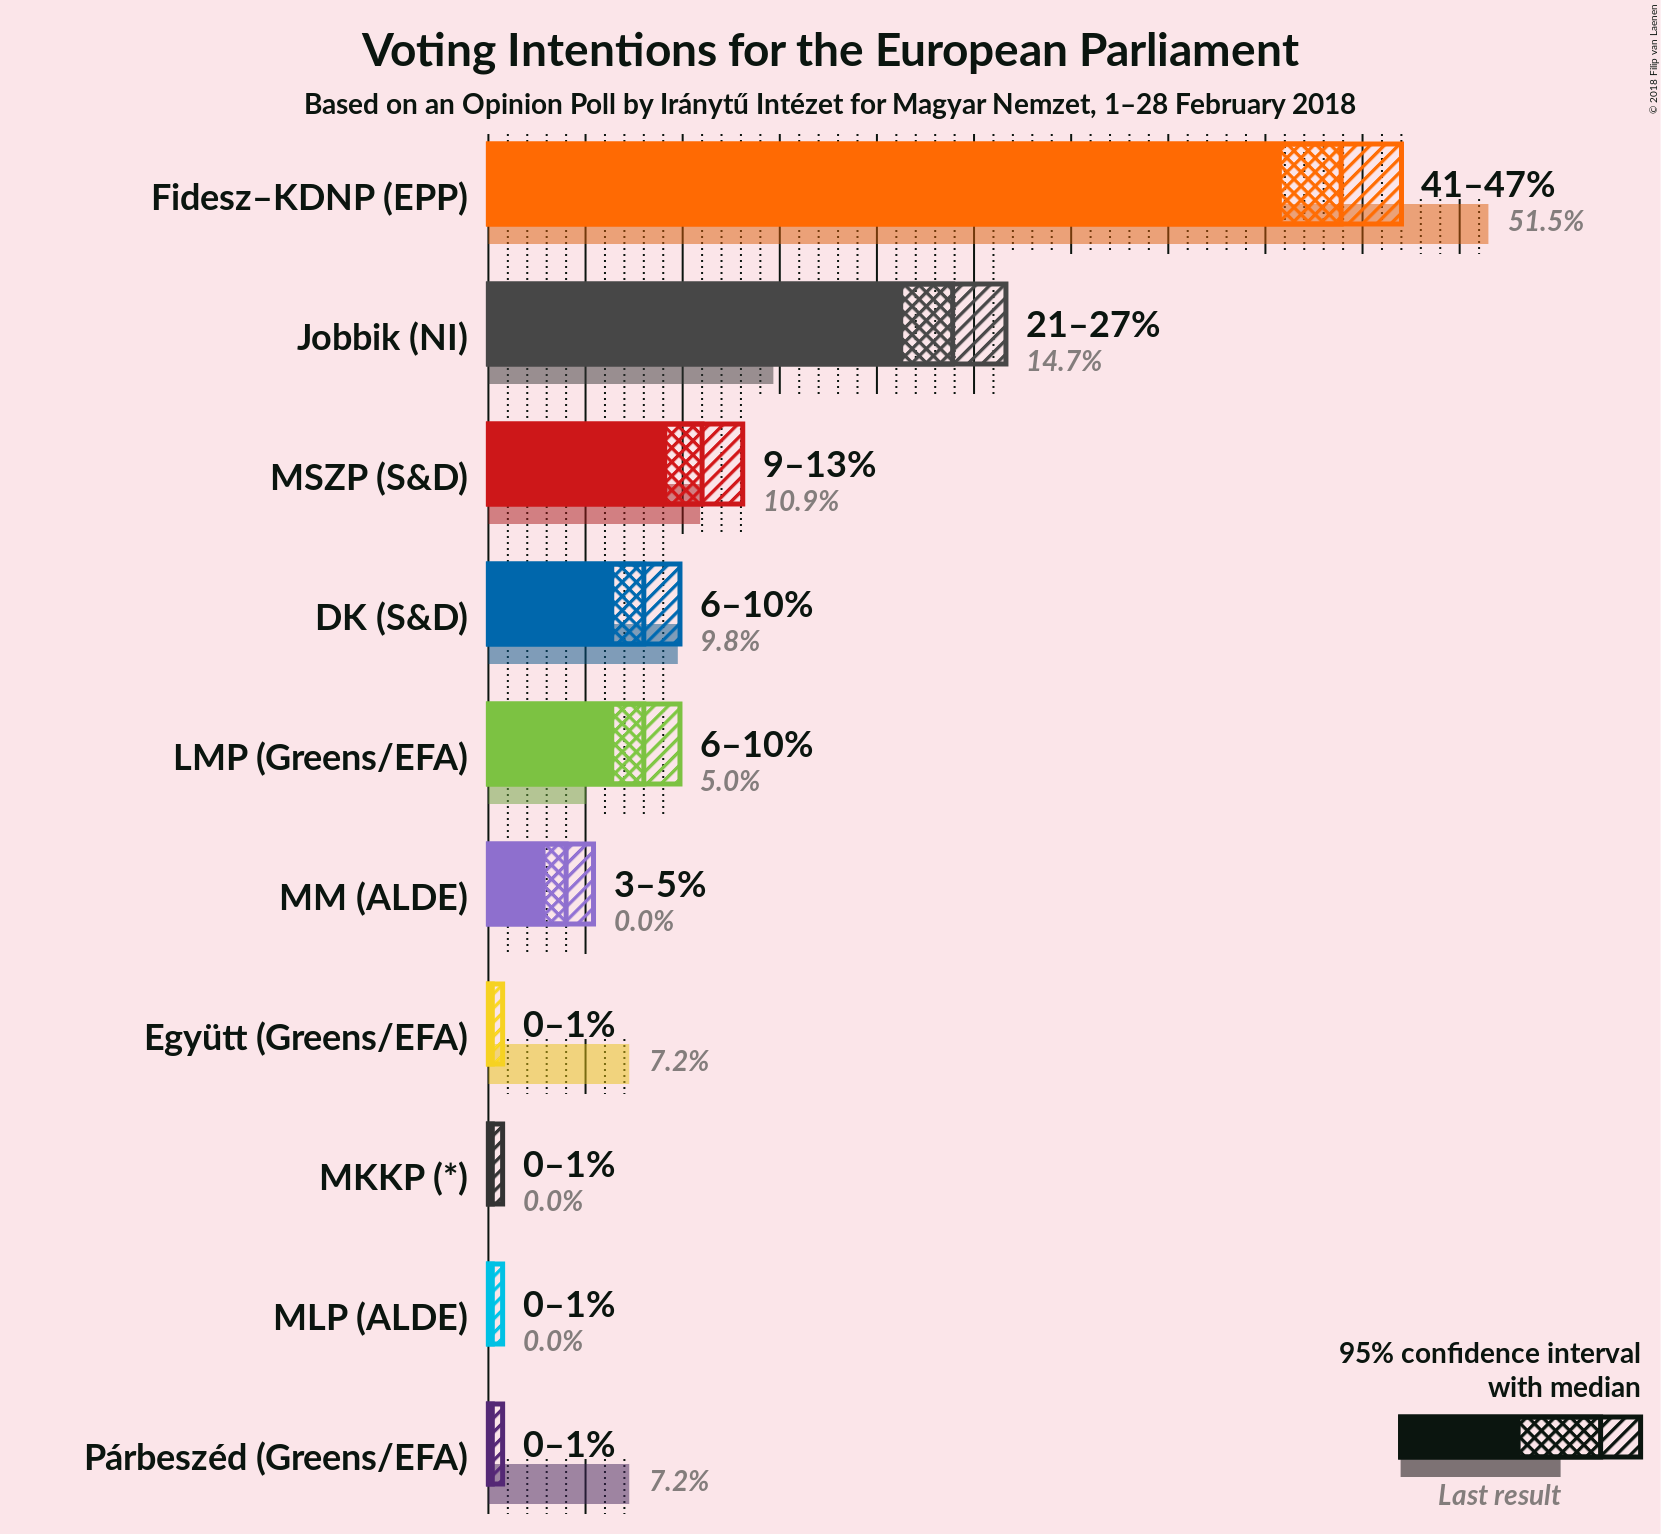 Voting Intentions for the European Parliament
Based on an Opinion Poll by Iránytű Intézet for Magyar Nemzet, 1–28 February 2018
© 2018 Filip van Laenen
Fidesz–KDNP (EPP)
41–47%
51.5%
Jobbik (NI)
21–27%
14.7%
MSZP (S&D)
9–13%
10.9%
DK (S&D)
6–10%
9.8%
LMP (Greens/EFA)
6–10%
5.0%
MM (ALDE)
3–5%
0.0%
Együtt (Greens/EFA)
0–1%
7.2%
MKKP (*)
0–1%
0.0%
MLP (ALDE)
0–1%
0.0%
Párbeszéd (Greens/EFA)
0–1%
7.2%
95% confidence interval
with median
Last result